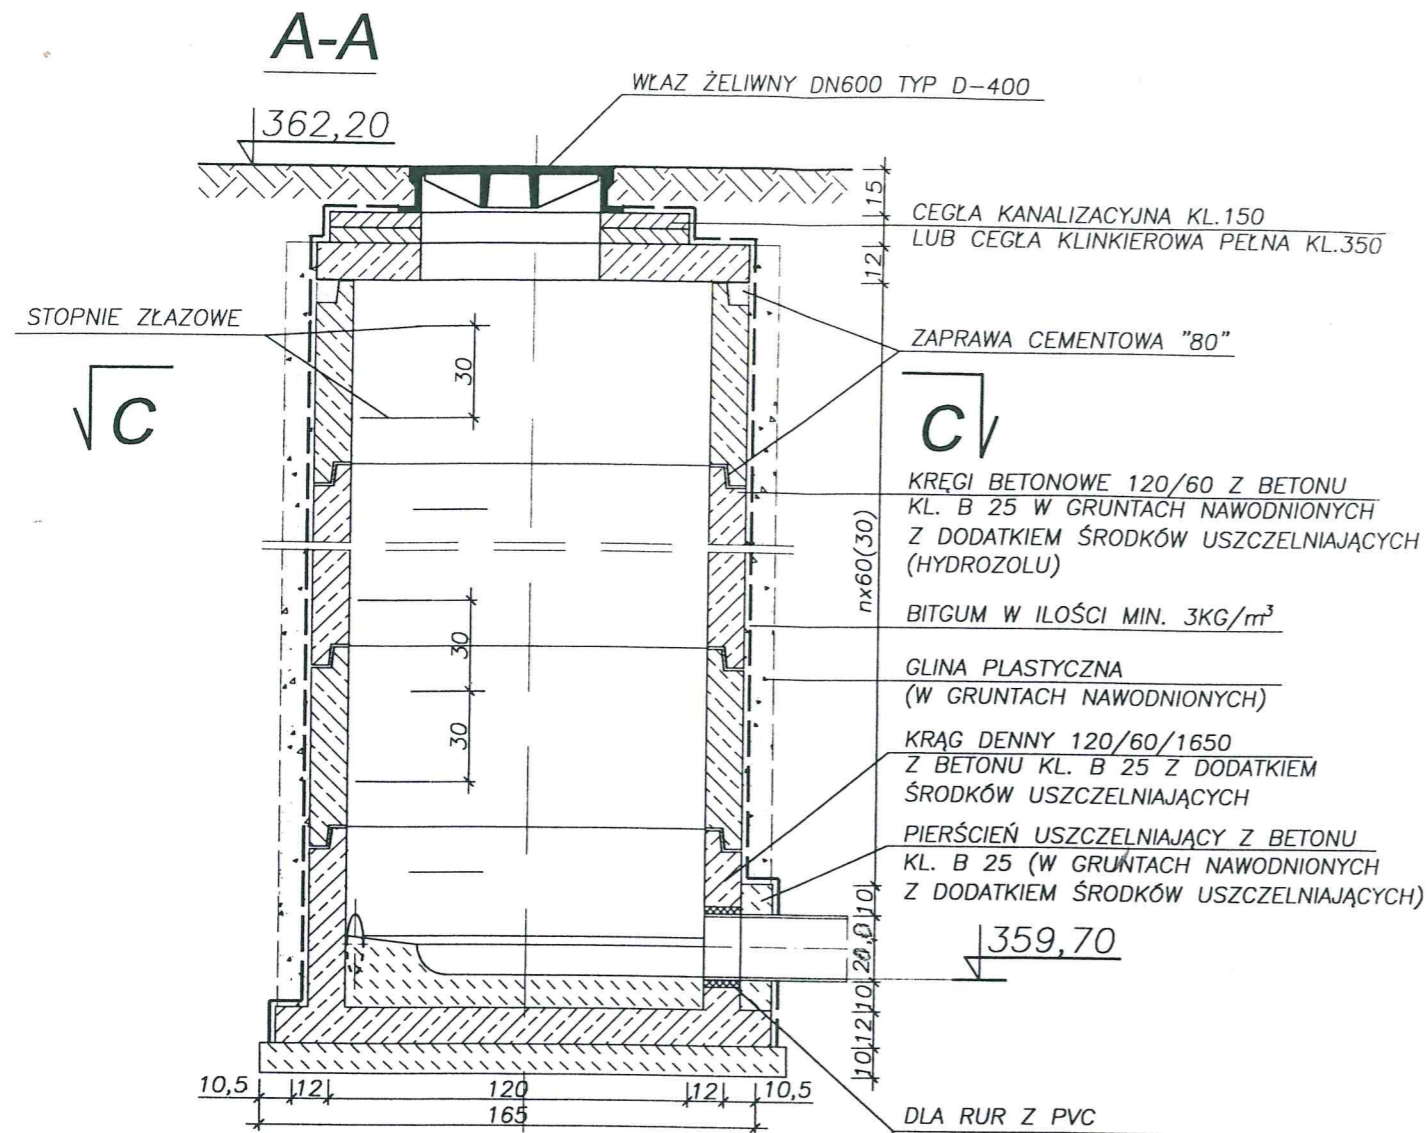 A-A
WŁAZ ŻELIWNY DN600 TYP D-400
362,20
15
CEGŁA KANALIZACYJNA KL.150
LUB CEGŁA KLINKIEROWA PEŁNA KL.350
12
STOPNIE ZŁAZOWE
ZAPRAWA CEMENTOWA "80"
30
C
C
KRĘGI BETONOWE 120/60 Z BETONU
KL. B 25 W GRUNTACH NAWODNIONYCH
Z DODATKIEM ŚRODKÓW USZCZELNIAJĄCYCH
(HYDROZOLU)
nx60(30)
BITGUM W ILOŚCI MIN. 3KG/m³
30
GLINA PLASTYCZNA
(W GRUNTACH NAWODNIONYCH)
30
KRĄG DENNY 120/60/1650
Z BETONU KL. B 25 Z DODATKIEM
ŚRODKÓW USZCZELNIAJĄCYCH
PIERŚCIEŃ USZCZELNIAJĄCY Z BETONU
KL. B 25 (W GRUNTACH NAWODNIONYCH
Z DODATKIEM ŚRODKÓW USZCZELNIAJĄCYCH)
10
20,0
359,70
10
12
10
10,5
12
120
12
10,5
165
DLA RUR Z PVC